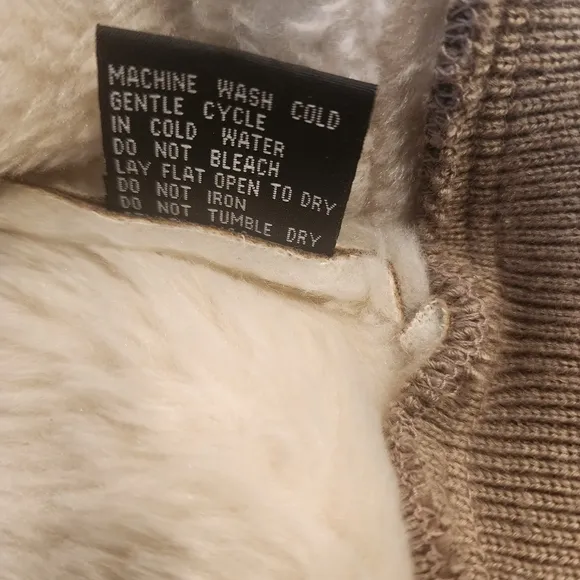 MACHINE WASH COLD
GENTLE CYCLE
IN COLD WATER
DO NOT BLEACH
LAY FLAT OPEN TO DRY
DO NOT IRON
DO NOT TUMBLE DRY